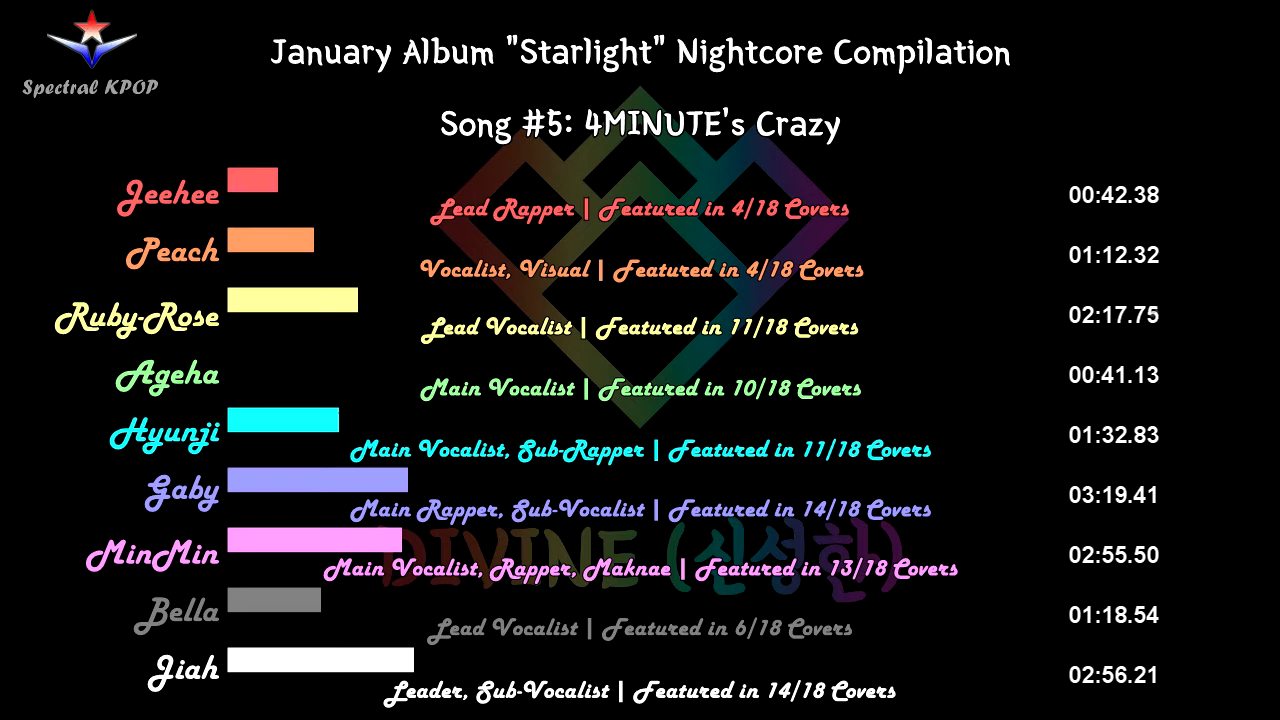 January Album "Starlight" Nightcore Compilation
Spectral KPOP
Song #5: 4MINUTE's Crazy
Jeehee
00:42.38
Lead Rapper | Featured in 4/18 Covers
Peach
01:12.32
Vocalist, Visual | Featured in 4/18 Covers
Ruby-Rose
02:17.75
Lead Vocalist | Featured in 11/18 Covers
Ageha
00:41.13
Main Vocalist | Featured in 10/18 Covers
Hyunji
01:32.83
Main Vocalist, Sub-Rapper | Featured in 11/18 Covers
Gaby
03:19.41
Main Rapper, Sub-Vocalist | Featured in 14/18 Covers
DIVINE (신성한)
MinMin
02:55.50
Main Vocalist, Rapper, Maknae | Featured in 13/18 Covers
Bella
01:18.54
Lead Vocalist | Featured in 6/18 Covers
Jiah
02:56.21
Leader, Sub-Vocalist | Featured in 14/18 Covers